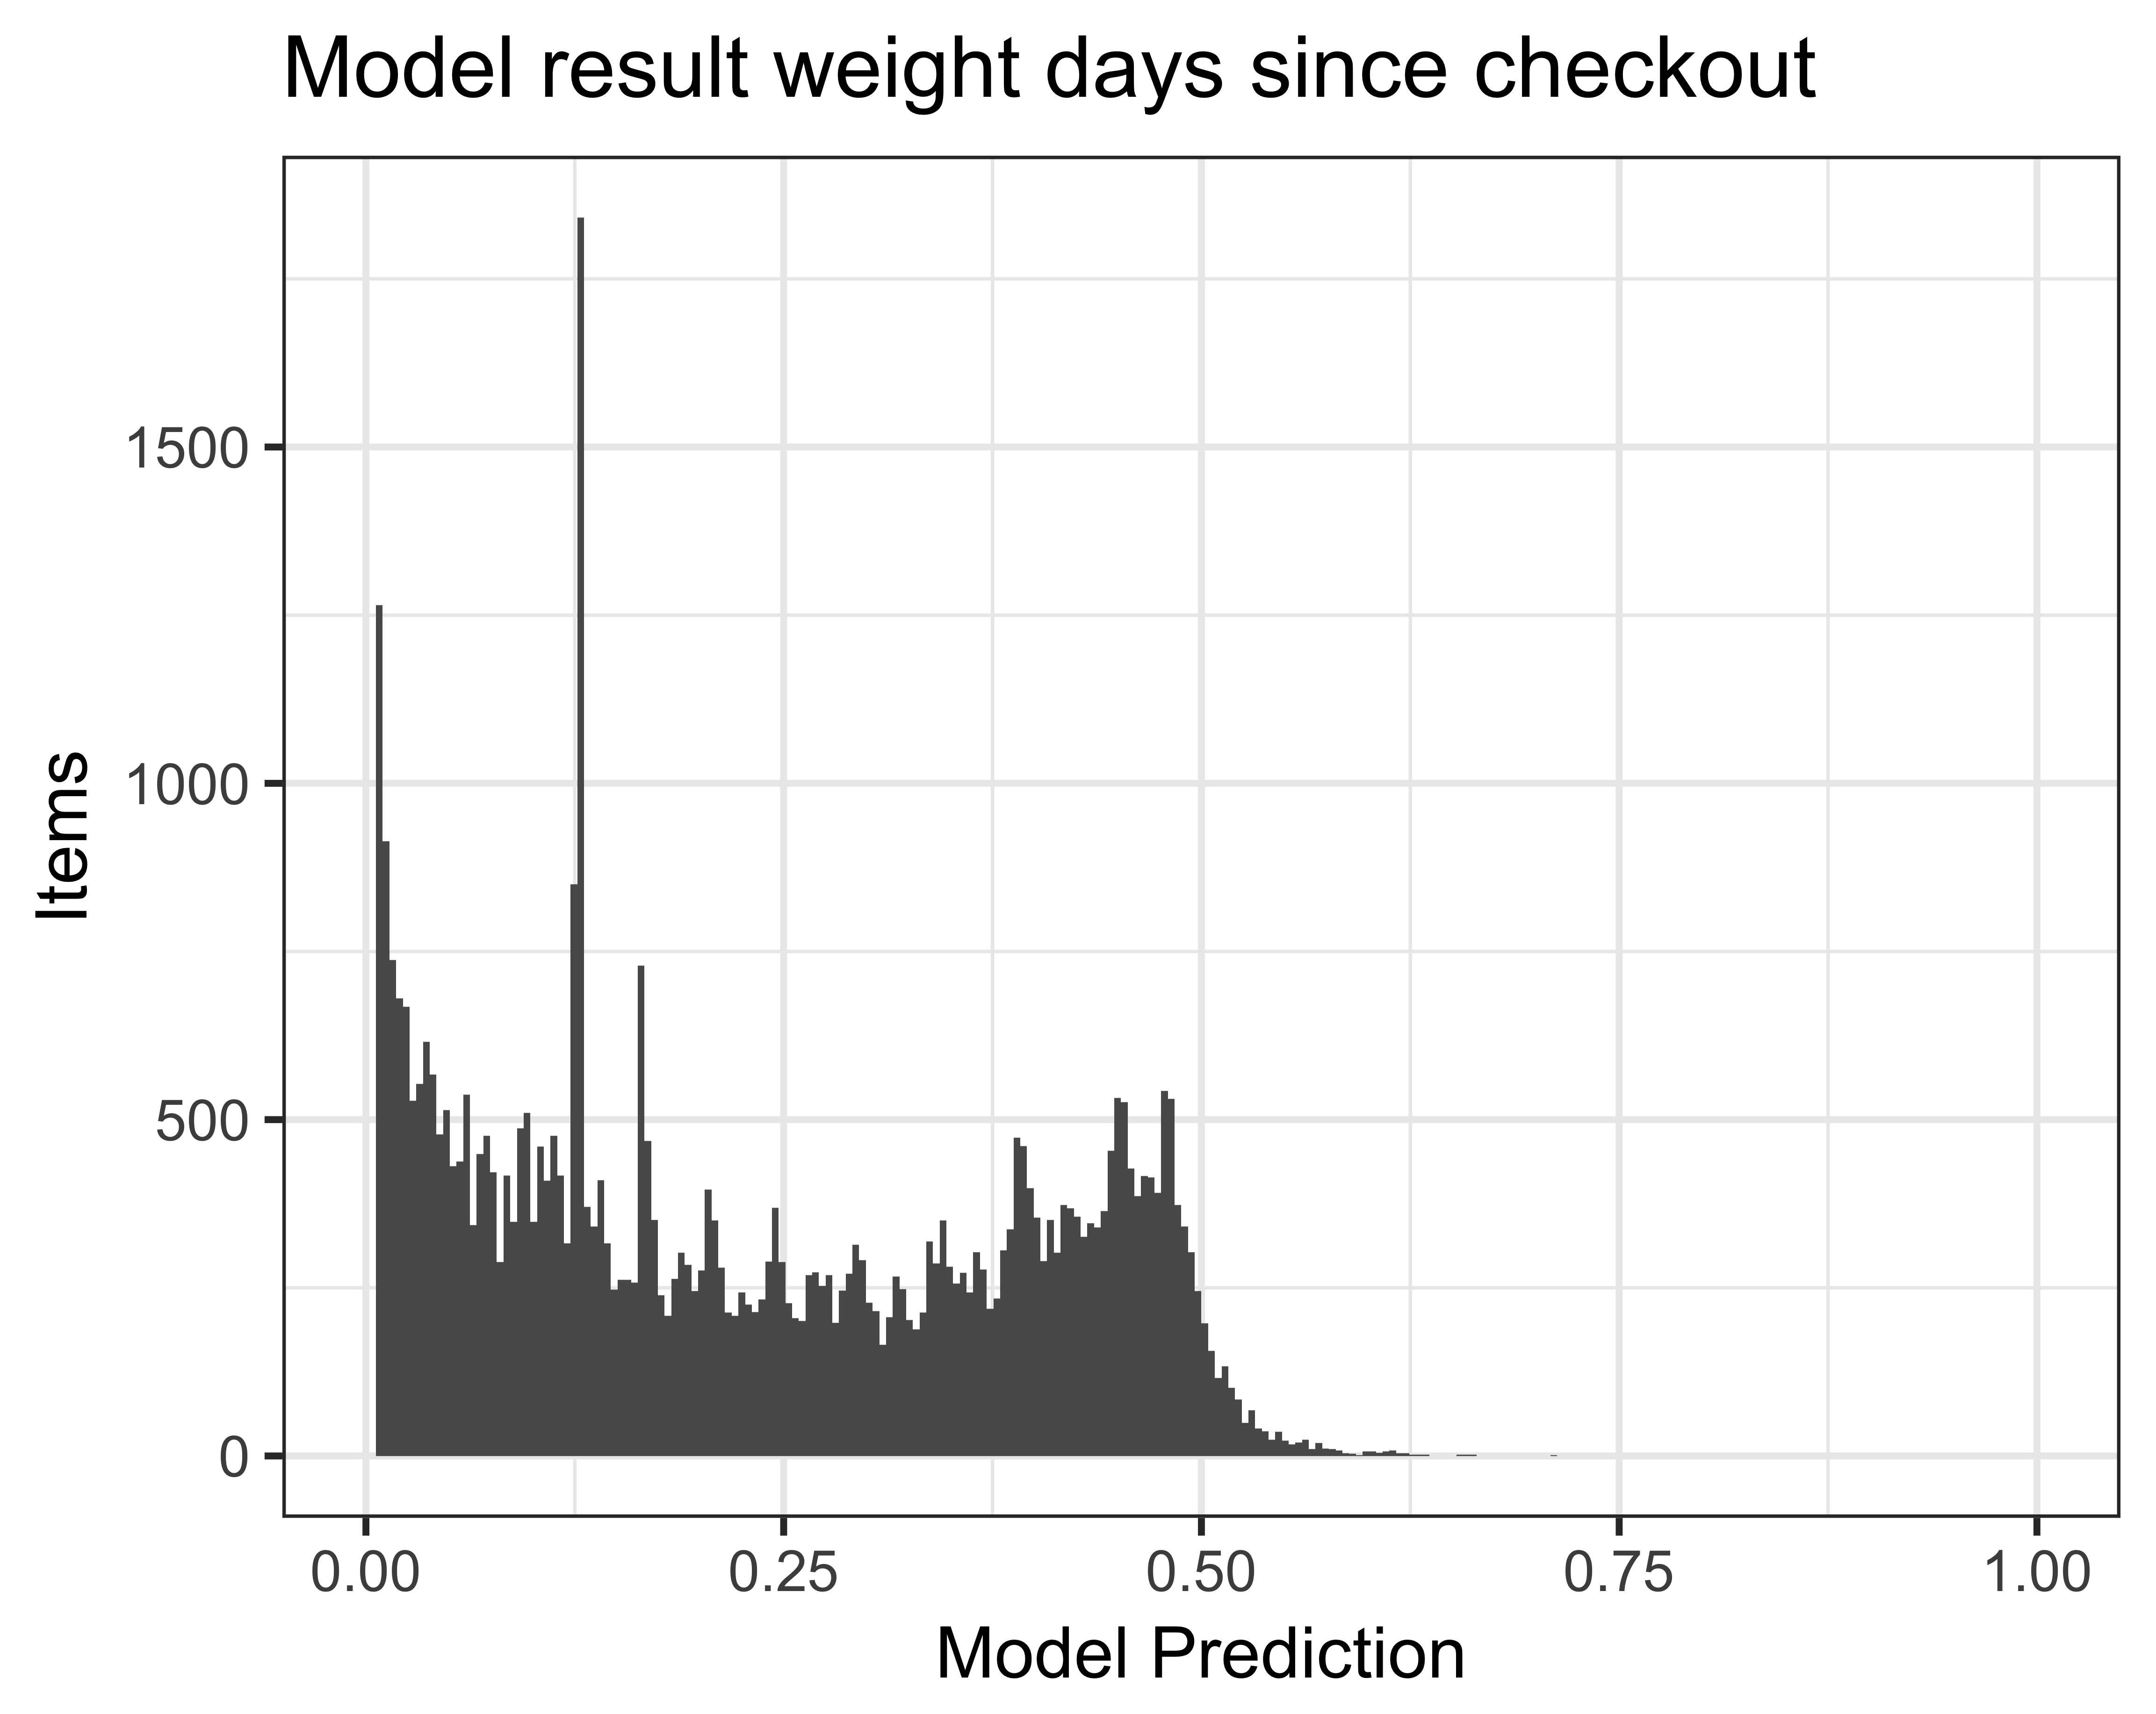 Model result weight days since checkout
1500
1000
500
0
Items
0.00 0.25 0.50 0.75 1.00
Model Prediction